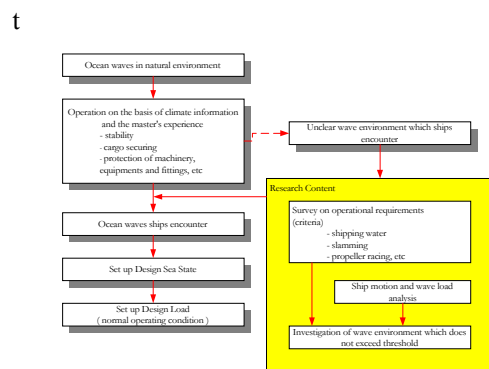 t
Ocean waves in natural environment
Operation on the basis of climate information
and the master's experience
- stability
- cargo securing
- protection of machinery,
equipments and fittings, etc
Unclear wave environment which ships
encounter
Research Content
Survey on operational requirements
(criteria)
- shipping water
- slamming
- propeller racing, etc
Ocean waves ships encounter
Set up Design Sea State
Ship motion and wave load
analysis
Set up Design Load
( normal operating condition )
Investigation of wave environment which does
not exceed threshold